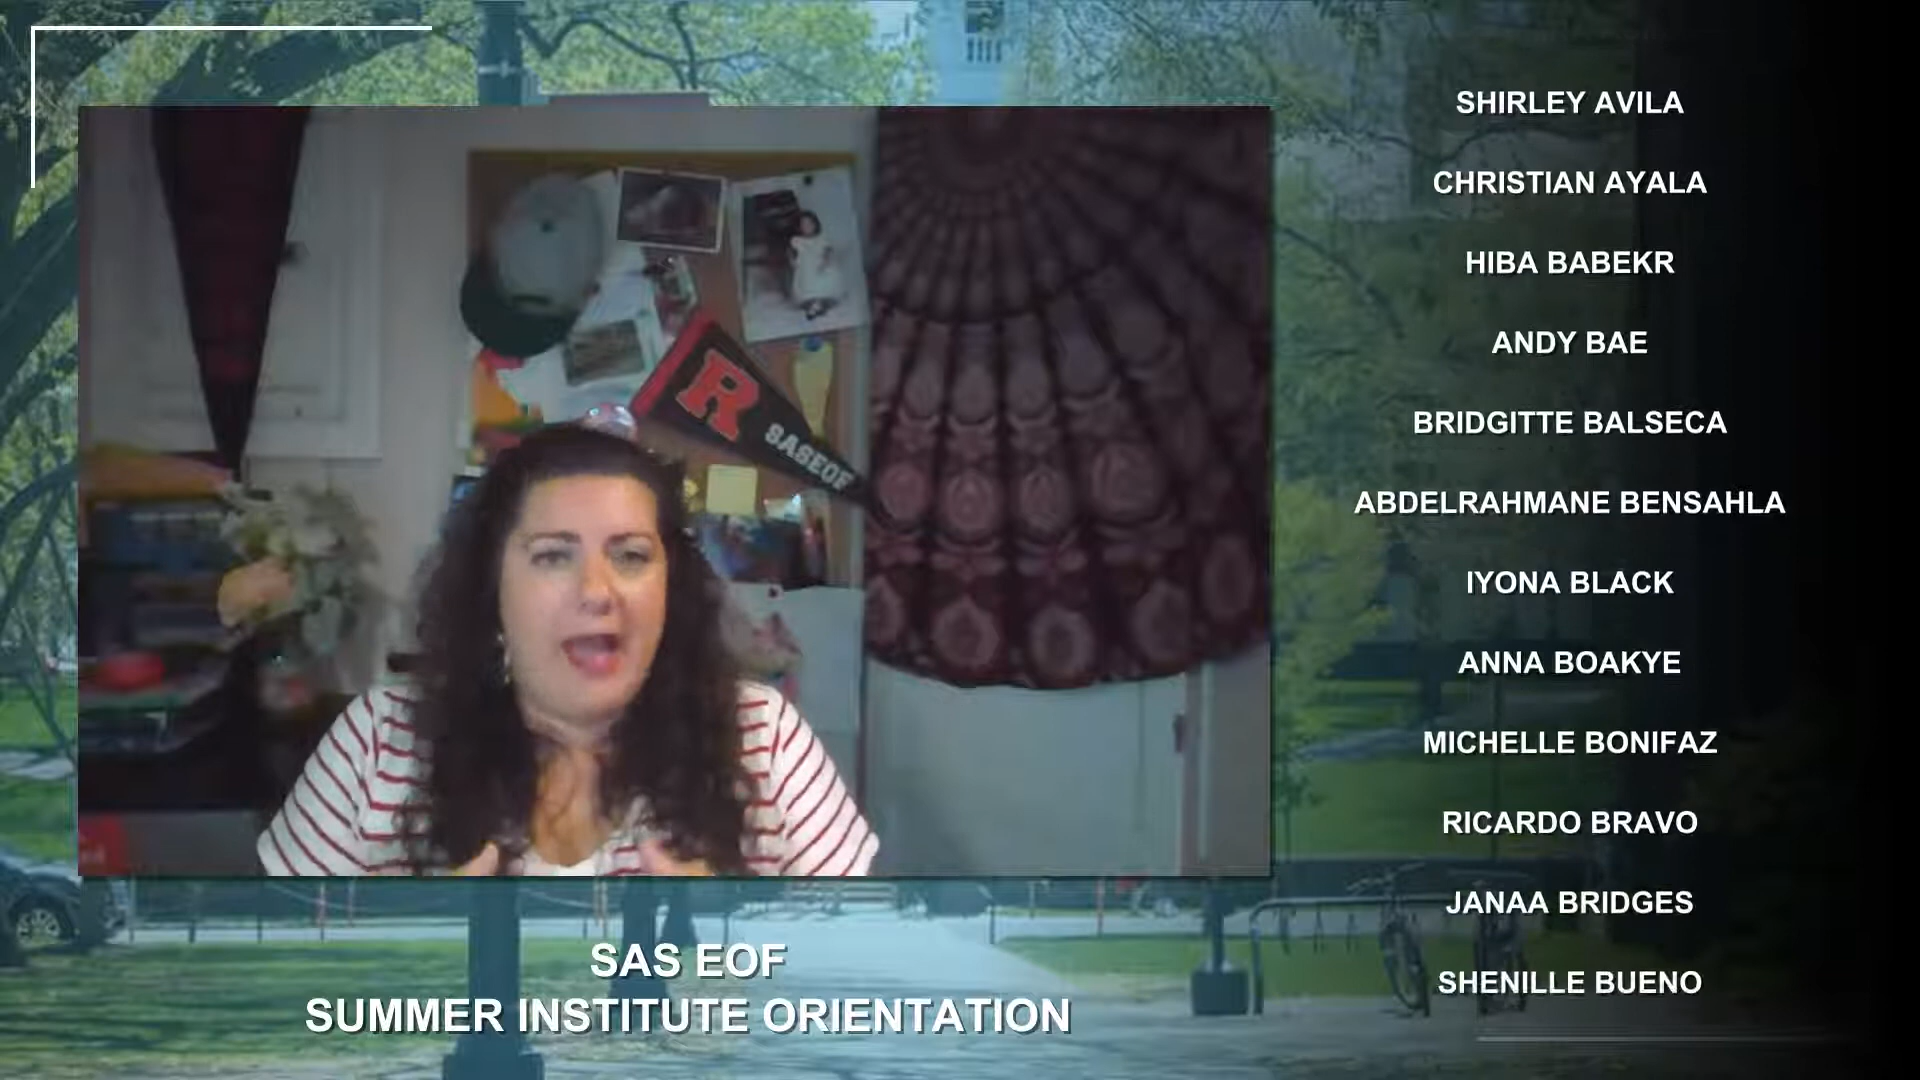 R
SASEOF
SAS EOF
SUMMER INSTITUTE ORIENTATION
SHIRLEY AVILA
CHRISTIAN AYALA
HIBA BABEKR
ANDY BAE
BRIDGITTE BALSECA
ABDELRAHMANE BENSAHLA
IYONA BLACK
ANNA BOAKYE
MICHELLE BONIFAZ
RICARDO BRAVO
JANAA BRIDGES
SHENILLE BUENO